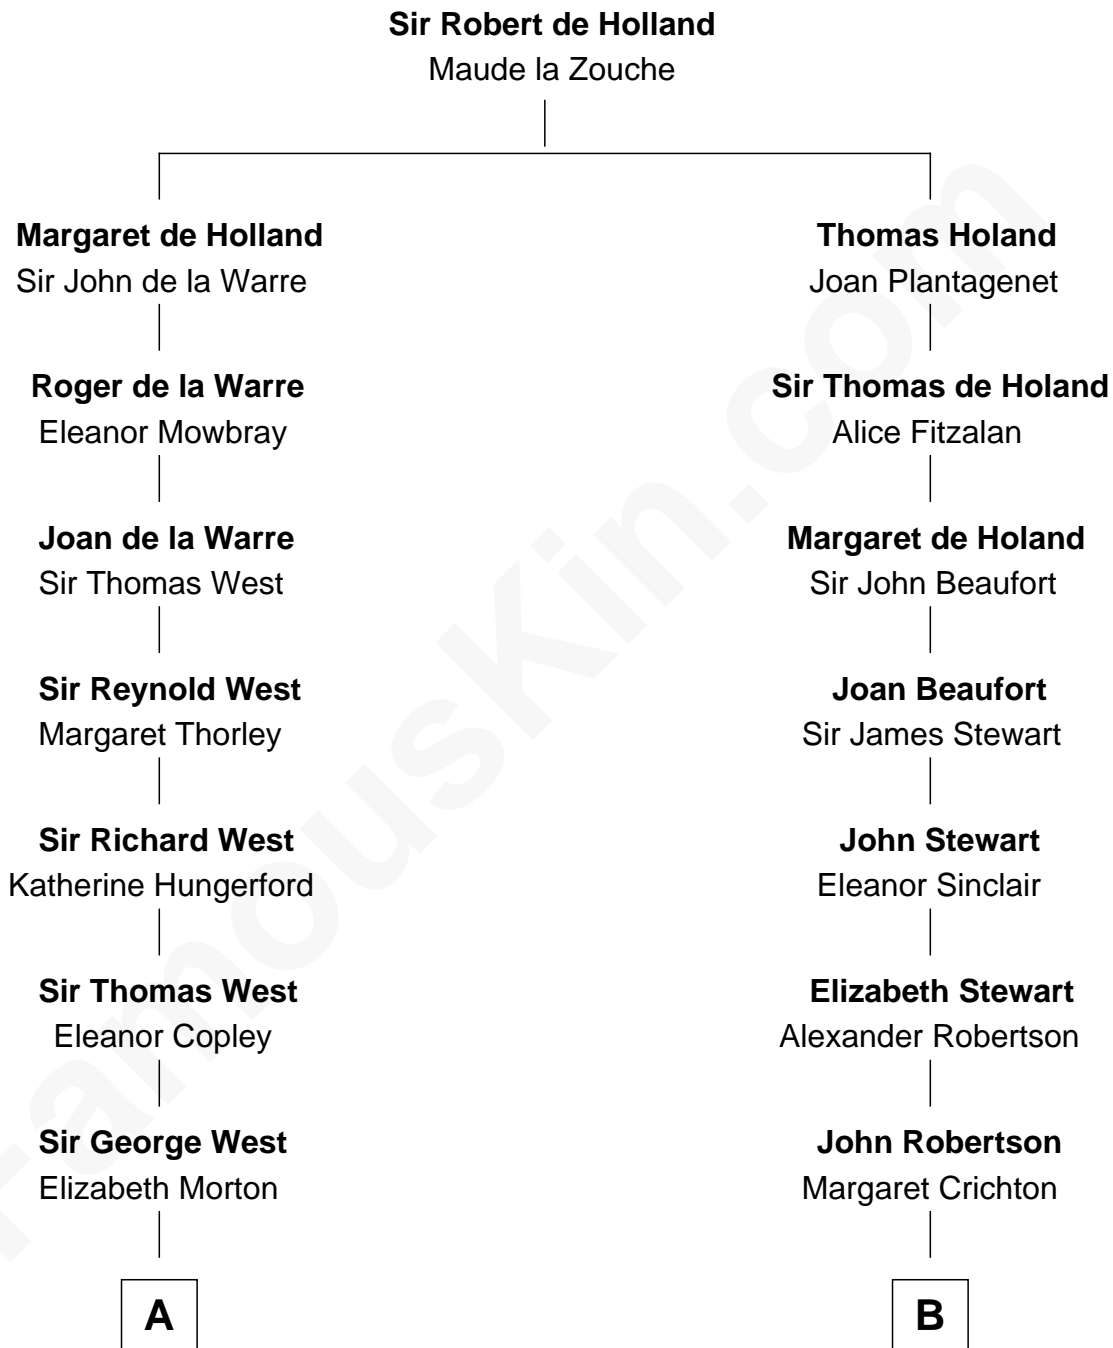 Sir Robert de Holland
Maude la Zouche
Margaret de Holland
Sir John de la Warre
Thomas Holand
Joan Plantagenet
Roger de la Warre
Eleanor Mowbray
Sir Thomas de Holand
Alice Fitzalan
Joan de la Warre
Sir Thomas West
Margaret de Holand
Sir John Beaufort
Sir Reynold West
Margaret Thorley
Joan Beaufort
Sir James Stewart
Sir Richard West
Katherine Hungerford
John Stewart
Eleanor Sinclair
Sir Thomas West
Eleanor Copley
Elizabeth Stewart
Alexander Robertson
Sir George West
Elizabeth Morton
John Robertson
Margaret Crichton
A
B
FamousKin.com